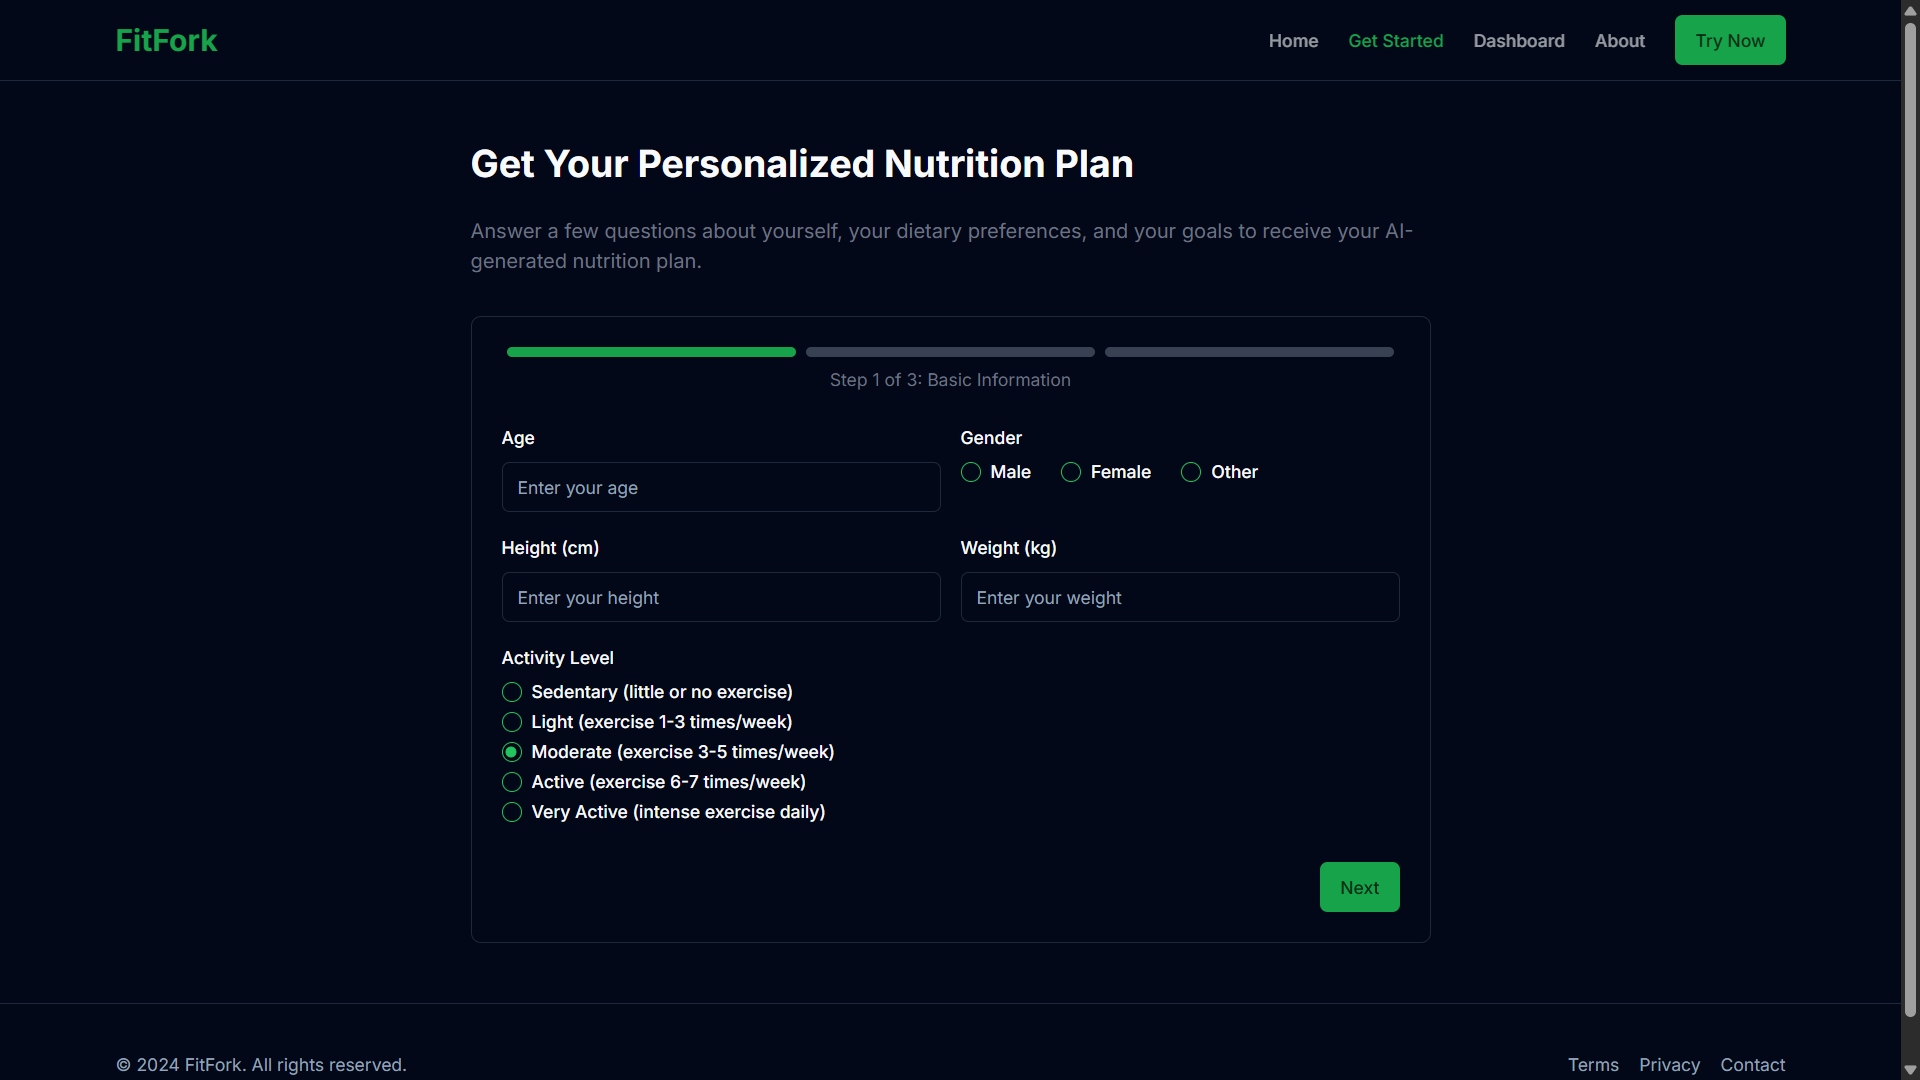 FitFork
Home
Get Started
Dashboard
About
Try Now
Get Your Personalized Nutrition Plan
Answer a few questions about yourself, your dietary preferences, and your goals to receive your AI-
generated nutrition plan.
Step 1 of 3: Basic Information
Age
Enter your age
Gender
Male
Female
Other
Height (cm)
Enter your height
Weight (kg)
Enter your weight
Activity Level
Sedentary (little or no exercise)
Light (exercise 1-3 times/week)
Moderate (exercise 3-5 times/week)
Active (exercise 6-7 times/week)
Very Active (intense exercise daily)
Next
© 2024 FitFork. All rights reserved.
Terms
Privacy
Contact